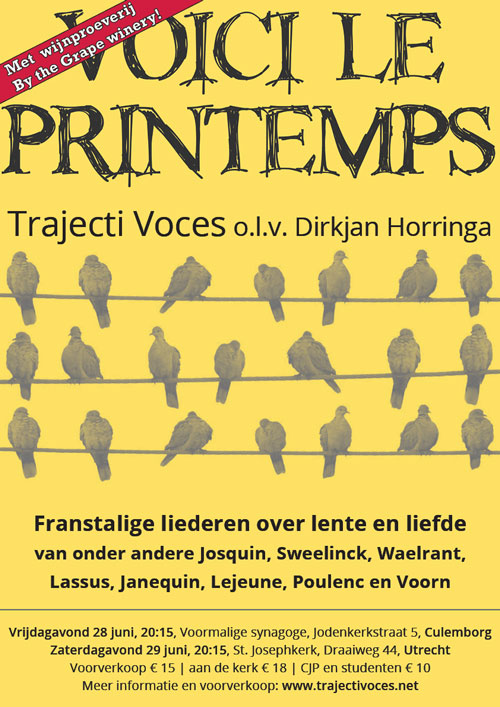 Met wijnproeverij
By the Grape winery!
VOICI LE
PRINTEMPS
Trajecti Voces o.l.v. Dirkjan Horringa
Franstalige liederen over lente en liefde
van onder andere Josquin, Sweelinck, Waelrant,
Lassus, Janequin, Lejeune, Poulenc en Voorn
Vrijdagavond 28 juni, 20:15, Voormalige synagoge, Jodenkerkstraat 5, Culemborg
Zaterdagavond 29 juni, 20:15, St. Josephkerk, Draaiweg 44, Utrecht
Voorverkoop € 15 | aan de kerk € 18 | CJP en studenten € 10
Meer informatie en voorverkoop: www.trajectivoces.net